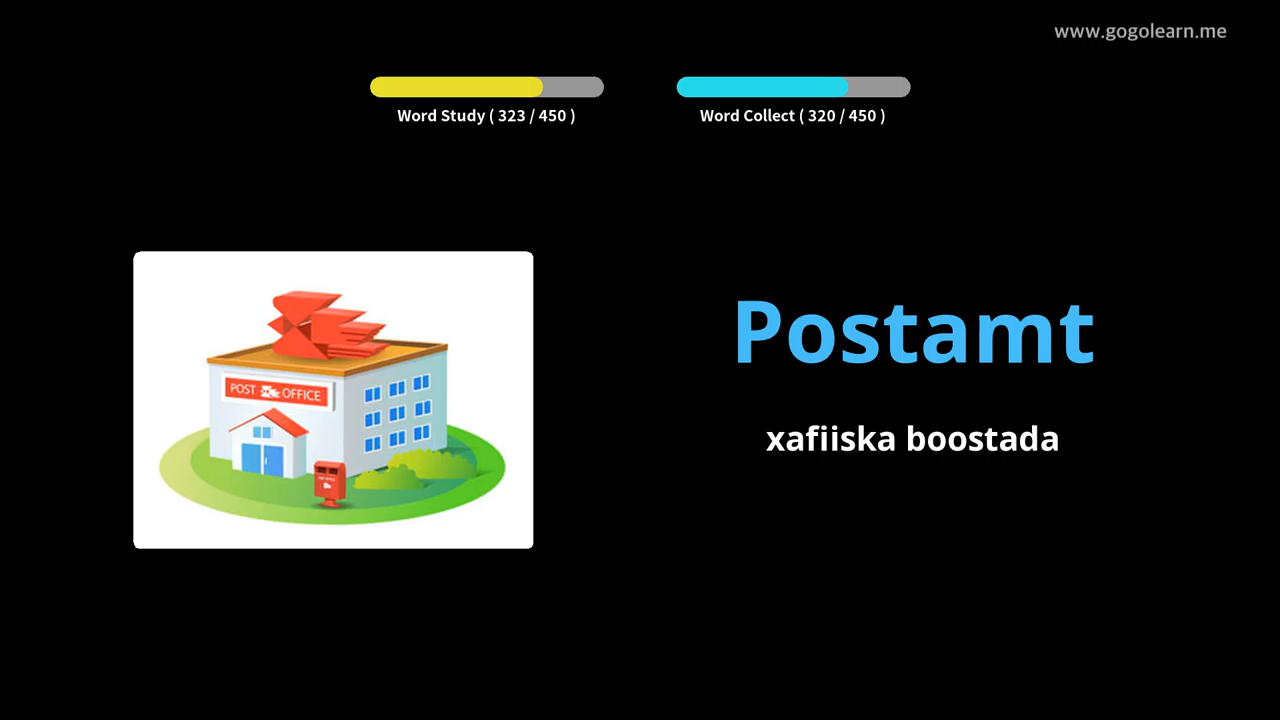 www.gogolearn.me
Word Study ( 323 / 450 )
Word Collect ( 320 / 450 )
POST OFFICE
Postamt
xafiiska boostada